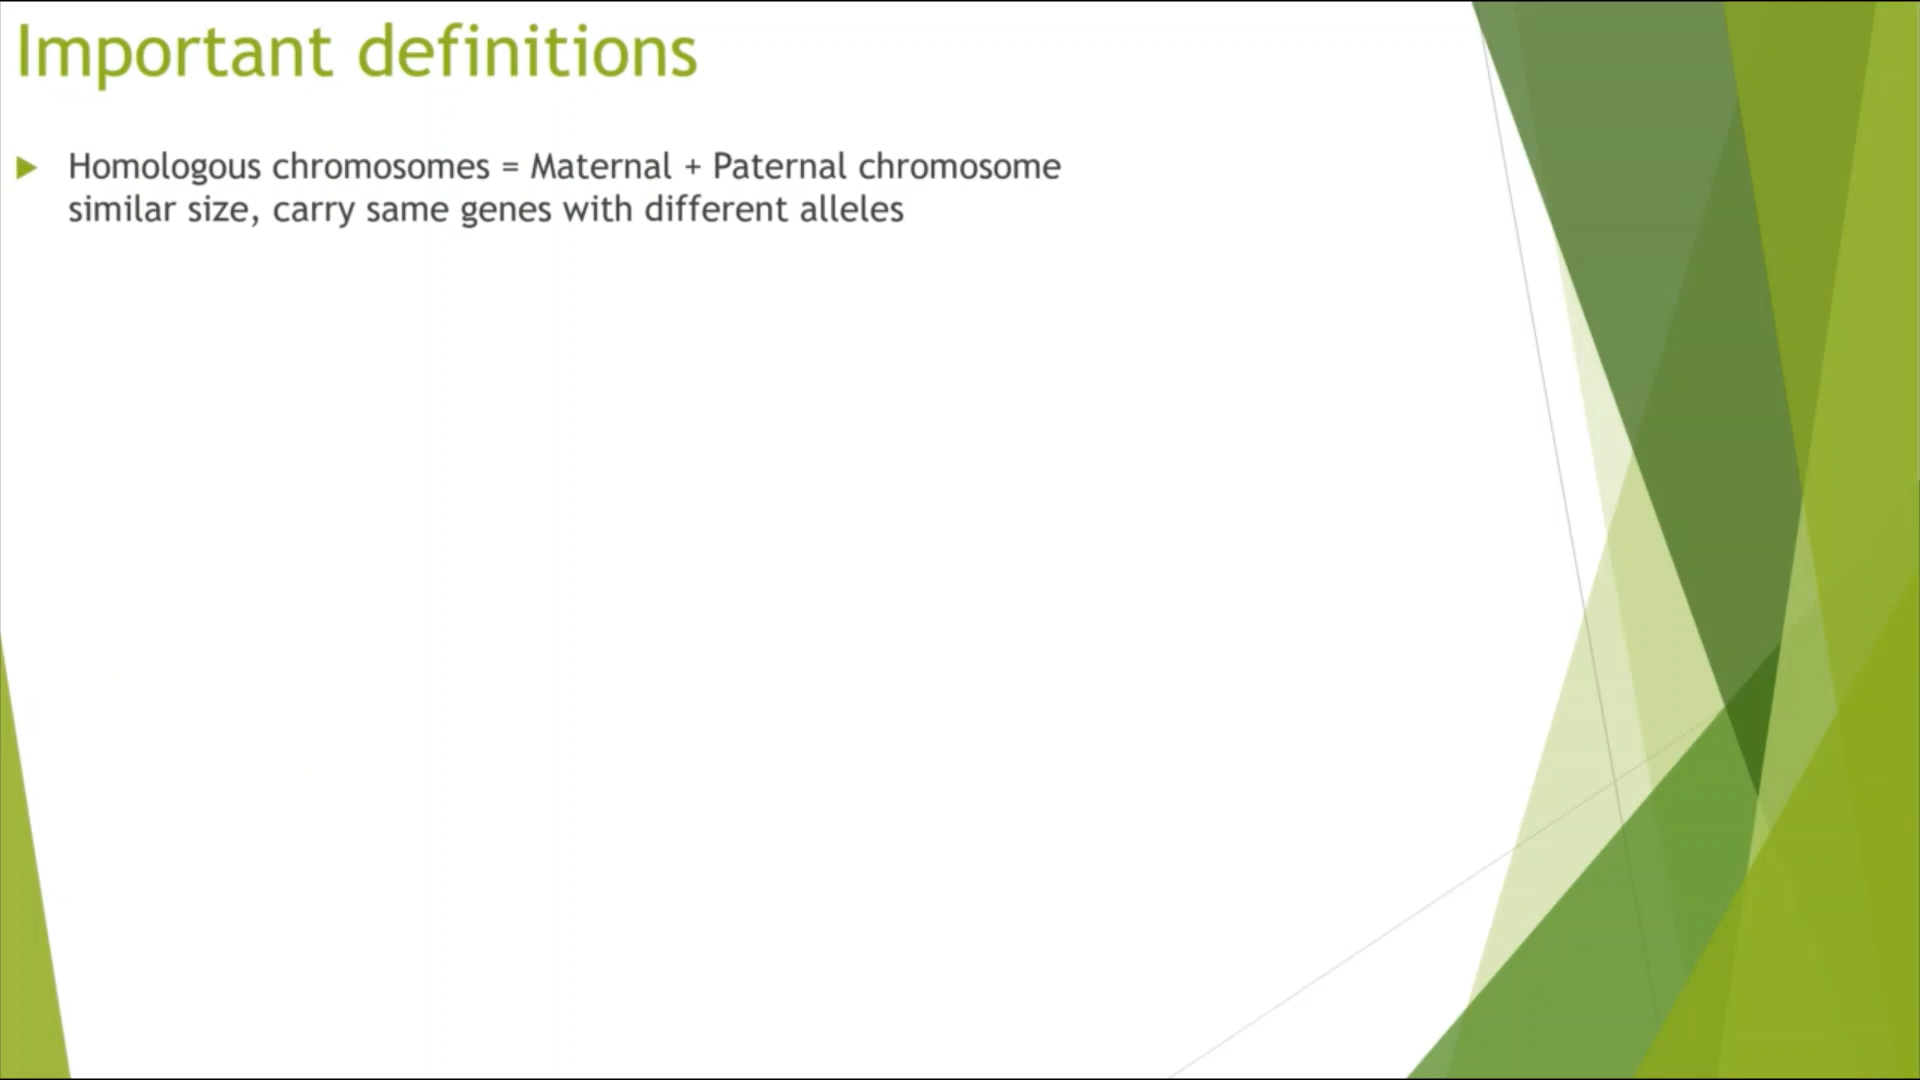 Important definitions
Homologous chromosomes = Maternal + Paternal chromosome
similar size, carry same genes with different alleles